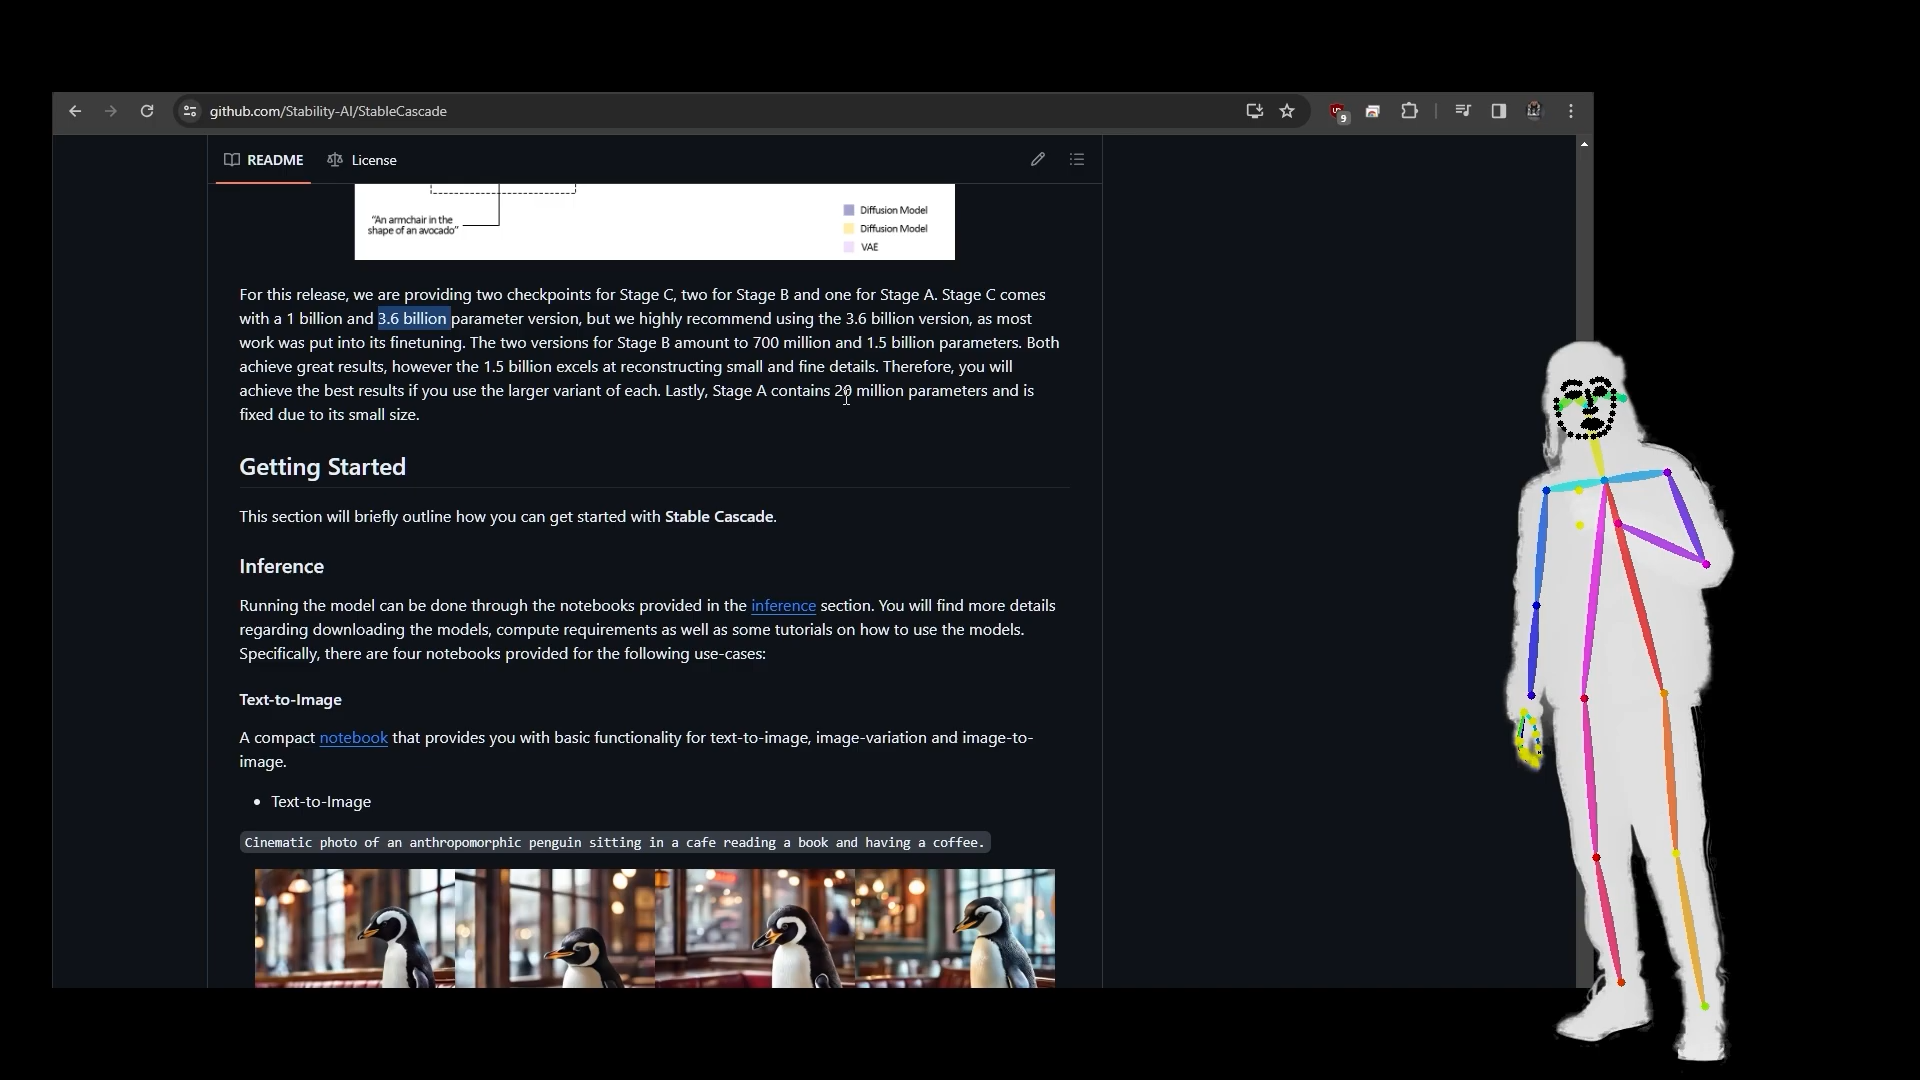 github.com/Stability-AI/StableCascade
9
README
License
"An armchair in the
shape of an avocado"
Diffusion Model
Diffusion Model
VAE
For this release, we are providing two checkpoints for Stage C, two for Stage B and one for Stage A. Stage C comes
with a 1 billion and 3.6 billion parameter version, but we highly recommend using the 3.6 billion version, as most
work was put into its finetuning. The two versions for Stage B amount to 700 million and 1.5 billion parameters. Both
achieve great results, however the 1.5 billion excels at reconstructing small and fine details. Therefore, you will
achieve the best results if you use the larger variant of each. Lastly, Stage A contains 20 million parameters and is
fixed due to its small size.
Getting Started
This section will briefly outline how you can get started with Stable Cascade.
Inference
Running the model can be done through the notebooks provided in the inference section. You will find more details
regarding downloading the models, compute requirements as well as some tutorials on how to use the models.
Specifically, there are four notebooks provided for the following use-cases:
Text-to-Image
A compact notebook that provides you with basic functionality for text-to-image, image-variation and image-to-
image.
• Text-to-Image
Cinematic photo of an anthropomorphic penguin sitting in a cafe reading a book and having a coffee.